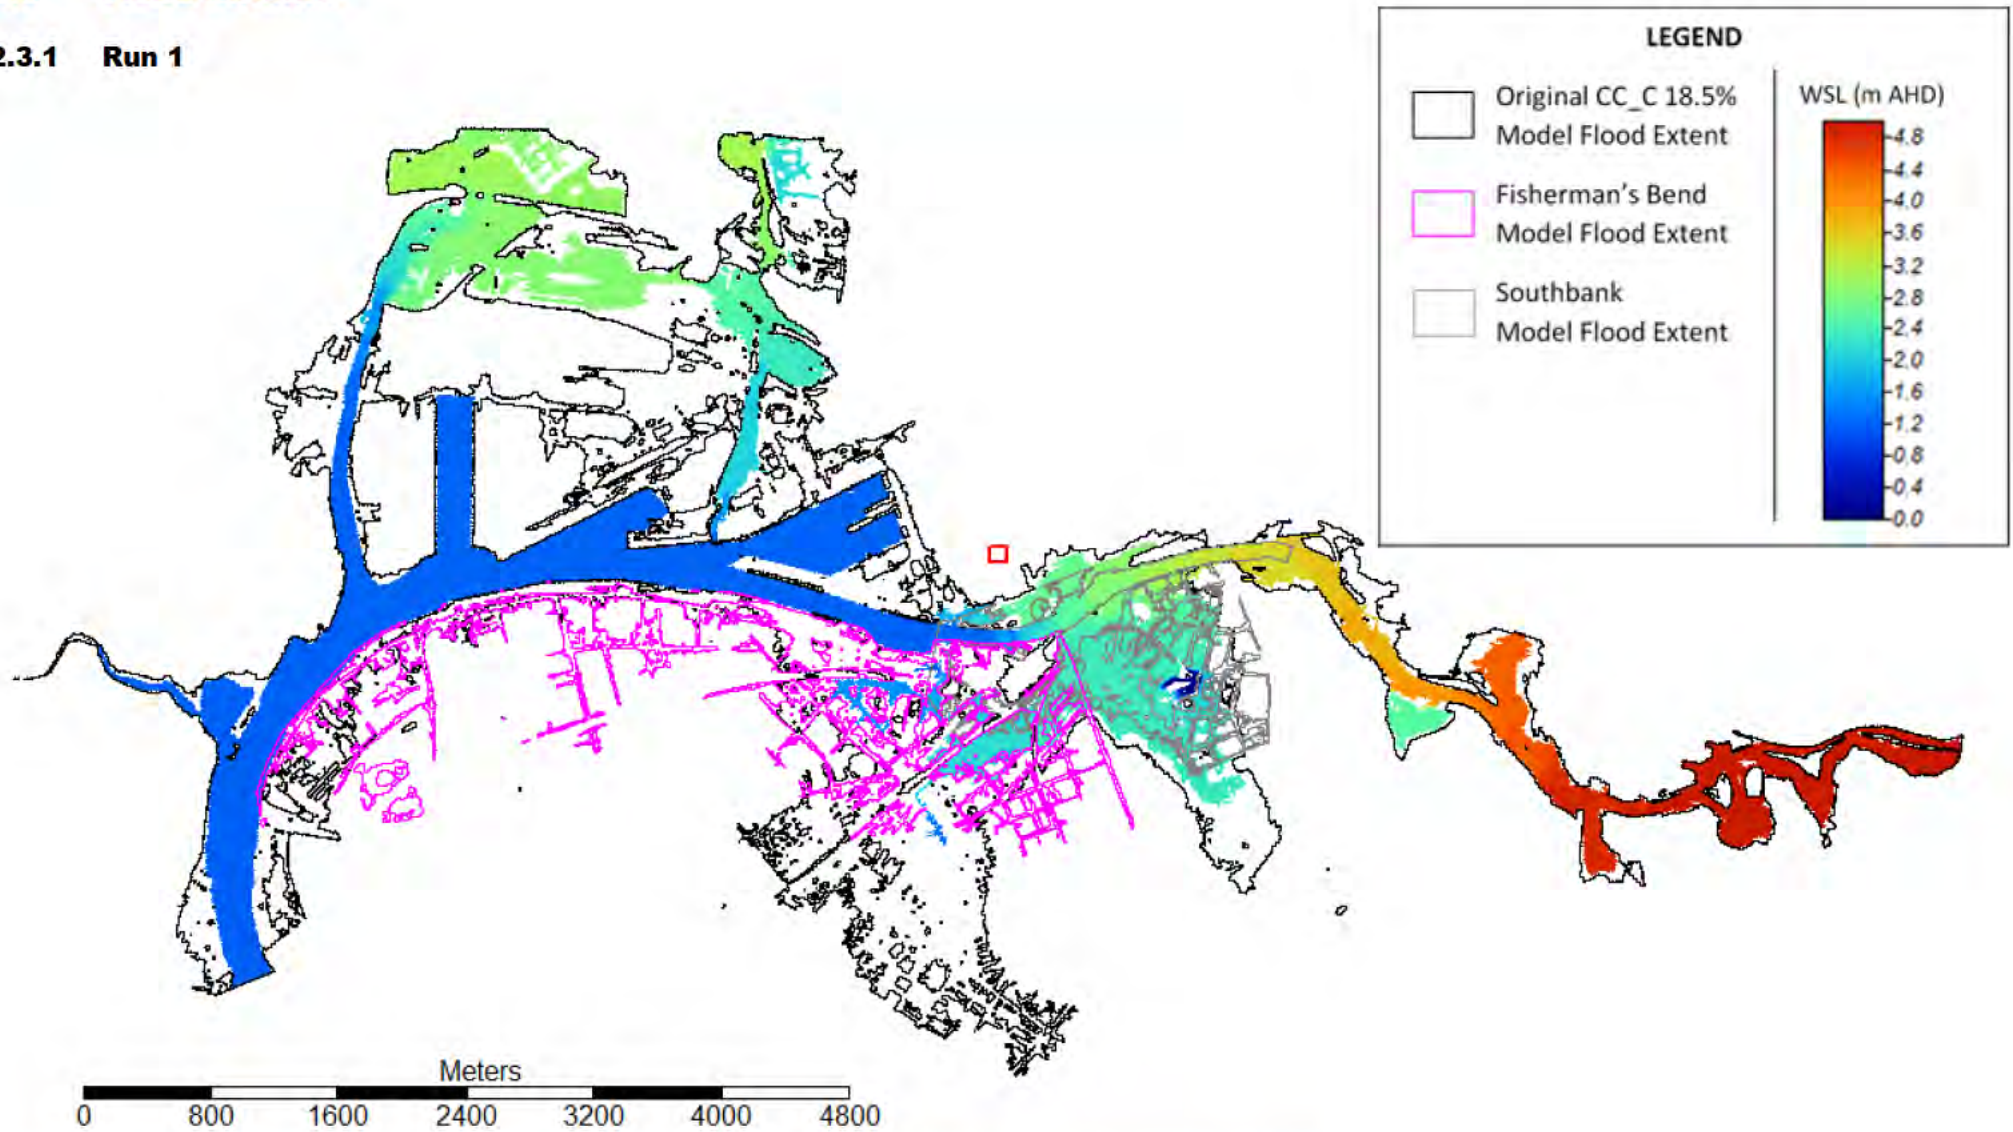 2.3.1 Run 1
LEGEND
Original CC_C 18.5%
Model Flood Extent
Fisherman's Bend
Model Flood Extent
Southbank
Model Flood Extent
WSL (m AHD)
4.8
4.4
4.0
3.6
3.2
2.8
2.4
2.0
1.6
1.2
0.8
0.4
0.0
Meters
0 800 1600 2400 3200 4000 4800